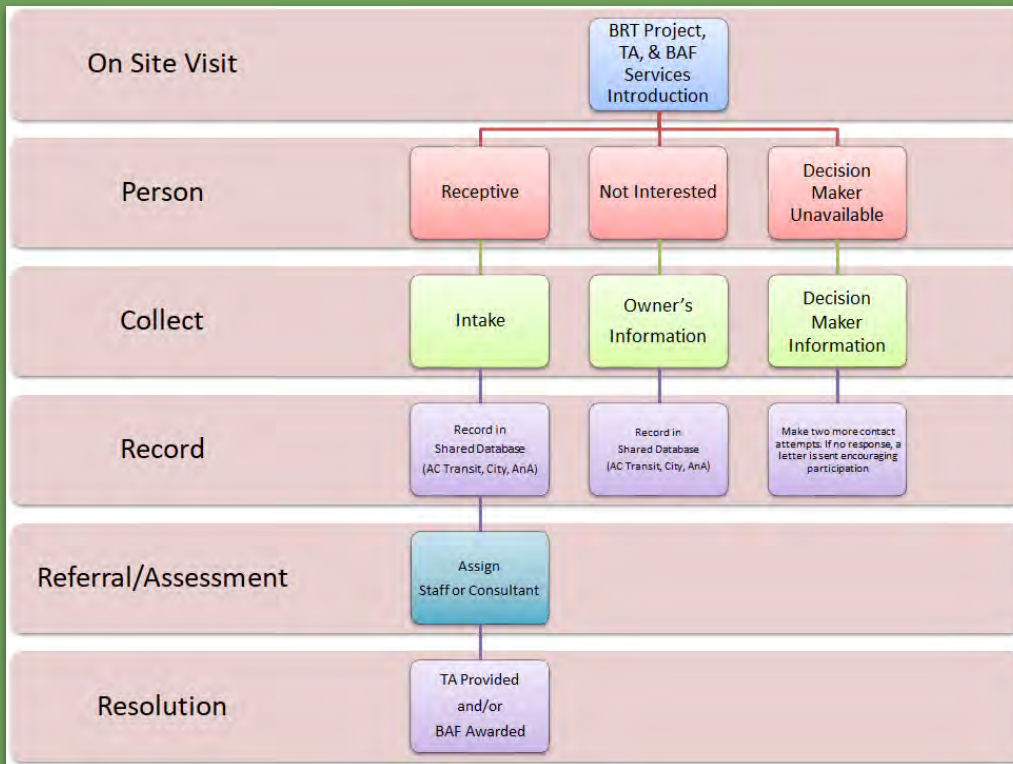 On Site Visit
BRT Project,
TA, & BAF
Services
Introduction
Person
Receptive
Not Interested
Decision
Maker
Unavailable
Collect
Intake
Owner's
Information
Decision
Maker
Information
Record
Record in
Shared Database
(AC Transit, City, AnA)
Record in
Shared Database
(AC Transit, City, AnA)
Make two more contact
attempts. If no response, a
letter is sent encouraging
participation
Referral/Assessment
Assign
Staff or Consultant
Resolution
TA Provided
and/or
BAF Awarded